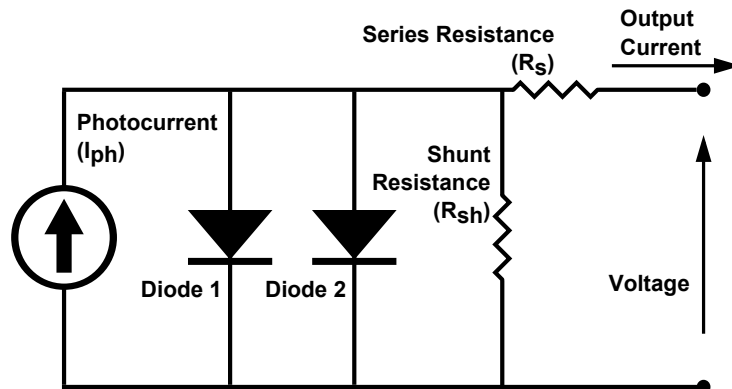 Series Resistance
(Rs)
Output
Current
Photocurrent
(Iph)
Shunt
Resistance
(Rsh)
Diode 1
Diode 2
Voltage